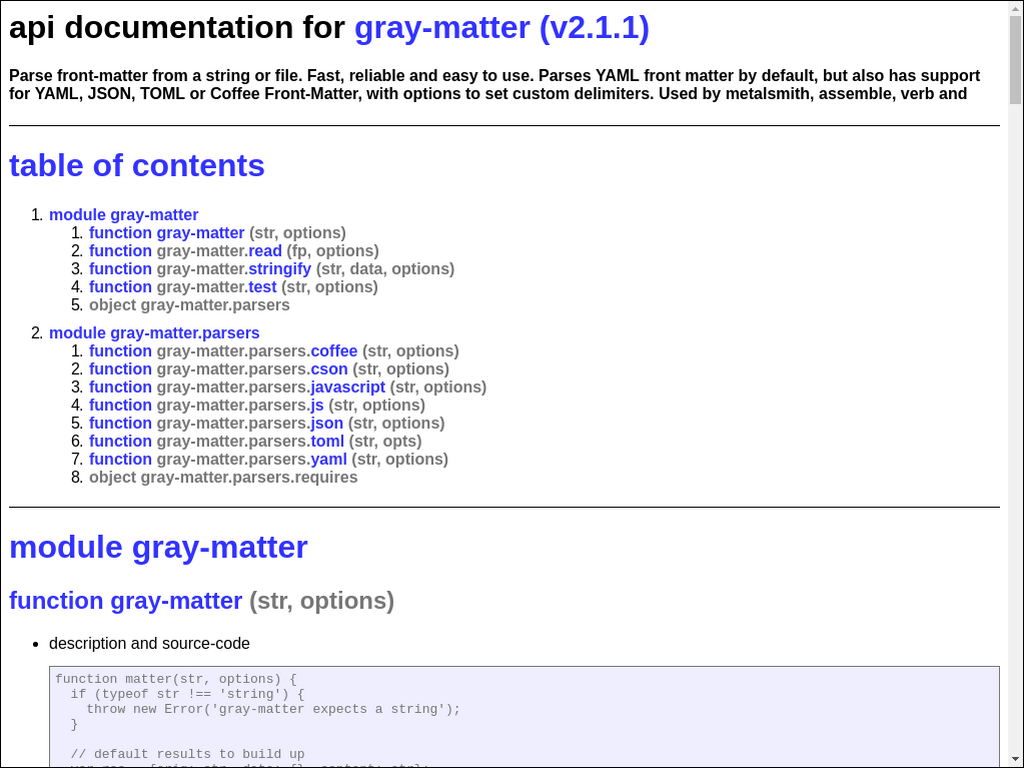 api documentation for gray-matter (v2.1.1)
Parse front-matter from a string or file. Fast, reliable and easy to use. Parses YAML front matter by default, but also has support
for YAML, JSON, TOML or Coffee Front-Matter, with options to set custom delimiters. Used by metalsmith, assemble, verb and
table of contents
1. module gray-matter
1. function gray-matter (str, options)
2. function gray-matter.read (fp, options)
3. function gray-matter.stringify (str, data, options)
4. function gray-matter.test (str, options)
5. object gray-matter.parsers
2. module gray-matter.parsers
1. function gray-matter.parsers.coffee (str, options)
2. function gray-matter.parsers.cson (str, options)
3. function gray-matter.parsers.javascript (str, options)
4. function gray-matter.parsers.js (str, options)
5. function gray-matter.parsers.json (str, options)
6. function gray-matter.parsers.toml (str, opts)
7. function gray-matter.parsers.yaml (str, options)
8. object gray-matter.parsers.requires
module gray-matter
function gray-matter (str, options)
• description and source-code
function matter(str, options) {
  if (typeof str !== 'string') {
    throw new Error('gray-matter expects a string');
  }
  // default results to build up
  var res = {orig: str, data: {}, content: str};